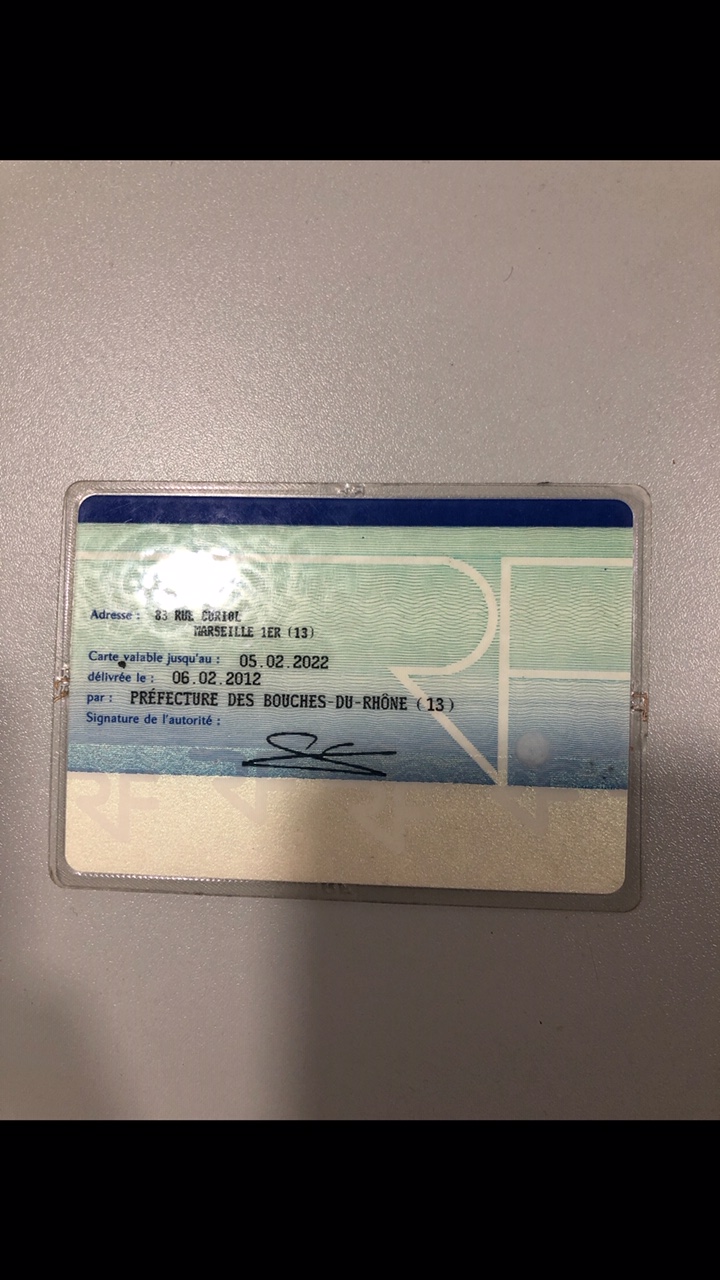 Adresse : 83 RUE CURIOL
MARSEILLE 1ER (13)
Carte valable jusqu'au : 05.02.2022
délivrée le : 06.02.2012
par : PRÉFECTURE DES BOUCHES-DU-RHÔNE (13)
Signature de l'autorité :
RF